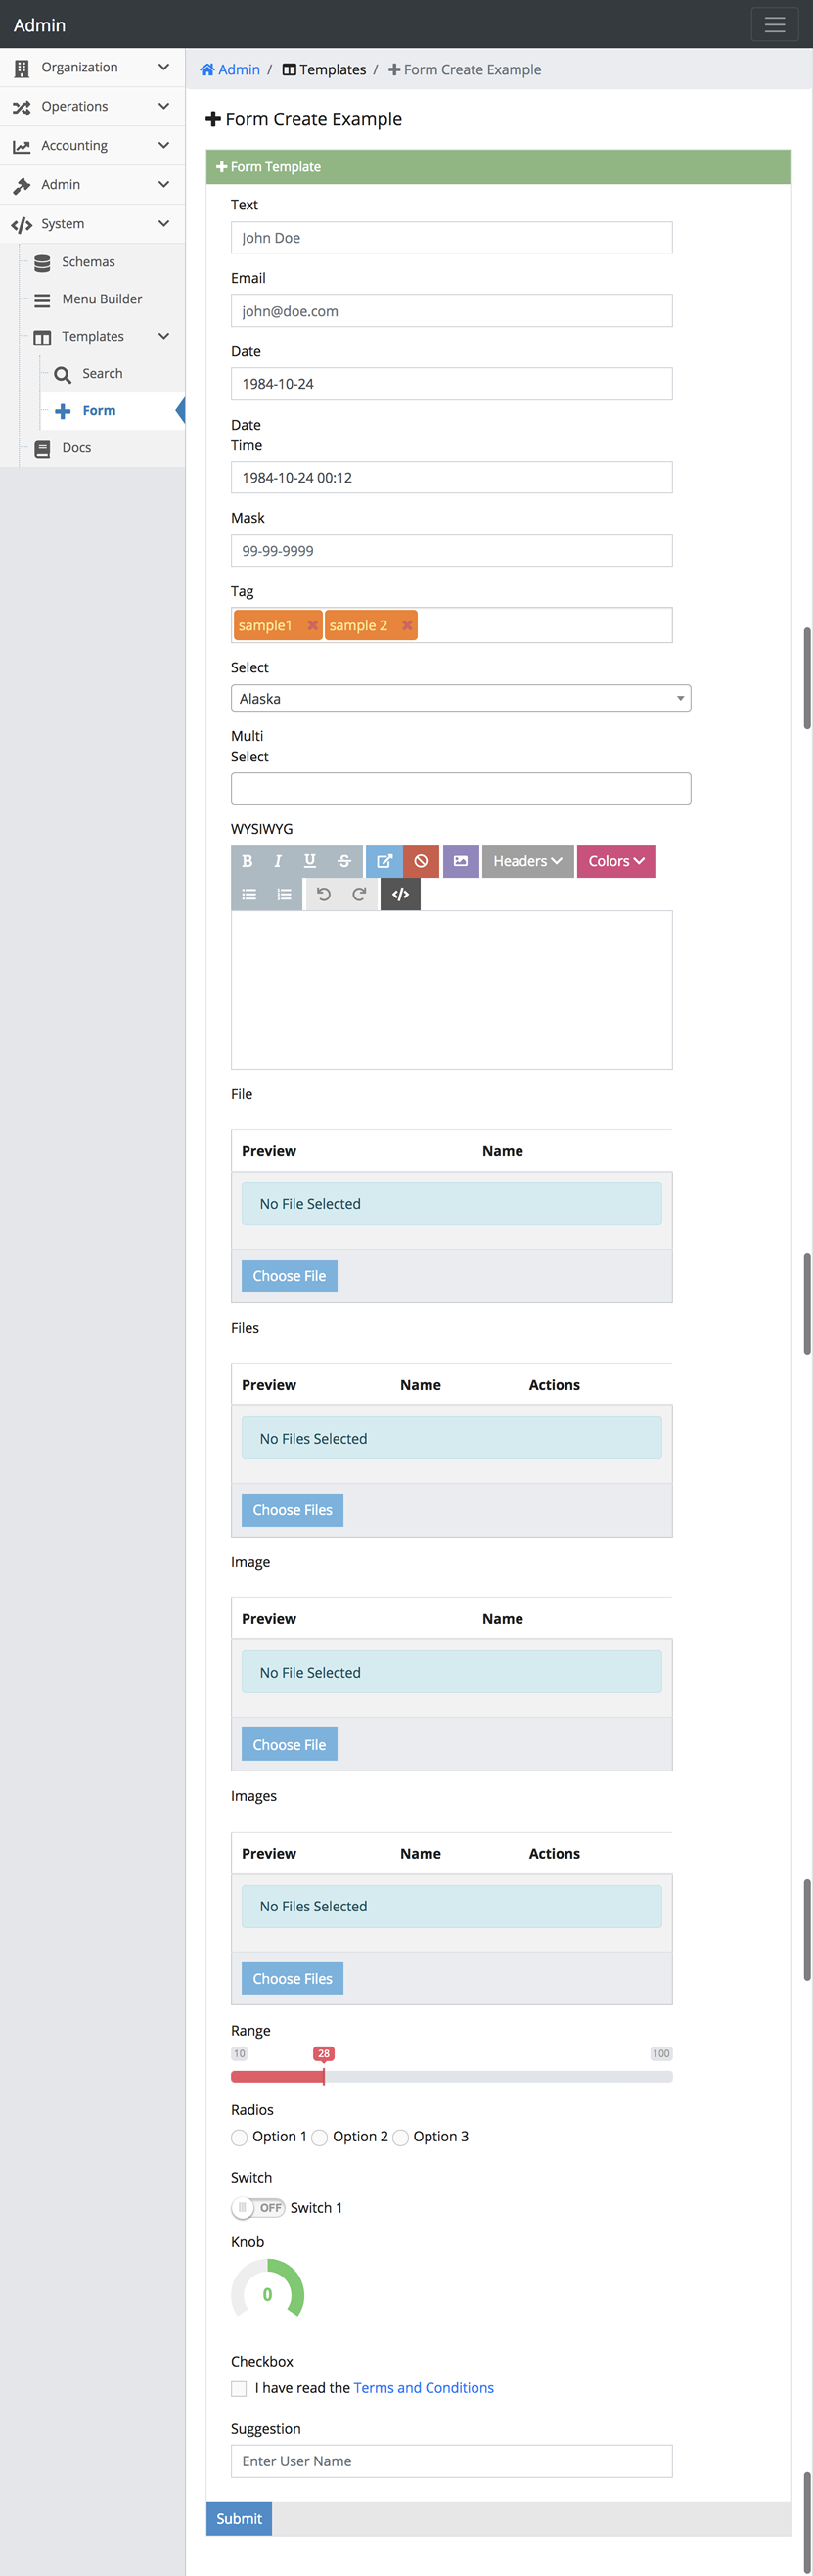 Admin
Organization
Operations
Accounting
Admin
System
Schemas
Menu Builder
Templates
Search
Form
Docs
Admin / Templates / Form Create Example
Form Create Example
Form Template
Text
John Doe
Email
john@doe.com
Date
1984-10-24
Date
Time
1984-10-24 00:12
Mask
99-99-9999
Tag
sample1 sample 2
Select
Alaska
Multi
Select
WYSIWYG
B I U S Headers Colors
File
Preview Name
No File Selected
Choose File
Files
Preview Name Actions
No Files Selected
Choose Files
Image
Preview Name
No File Selected
Choose File
Images
Preview Name Actions
No Files Selected
Choose Files
Range
10 28 100
Radios
Option 1 Option 2 Option 3
Switch
OFF Switch 1
Knob
0
Checkbox
I have read the Terms and Conditions
Suggestion
Enter User Name
Submit